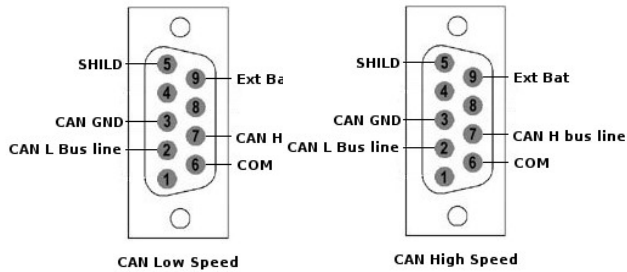 SHILD
5
9
Ext Ba
4
8
CAN GND
3
7
CAN H
CAN L Bus line
2
6
COM
1
CAN Low Speed
SHILD
5
9
Ext Bat
4
8
CAN GND
3
7
CAN H bus line
CAN L Bus line
2
6
COM
1
CAN High Speed